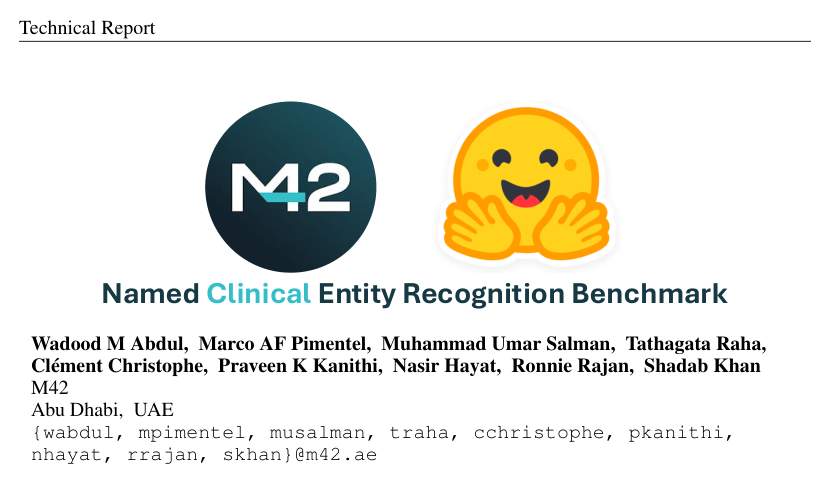 Technical Report
M42
Named Clinical Entity Recognition Benchmark
Wadood M Abdul, Marco AF Pimentel, Muhammad Umar Salman, Tathagata Raha,
Clément Christophe, Praveen K Kanithi, Nasir Hayat, Ronnie Rajan, Shadab Khan
M42
Abu Dhabi, UAE
{wabdul, mpimentel, musalman, traha, cchristophe, pkanithi,
nhayat, rrajan, skhan}@m42.ae